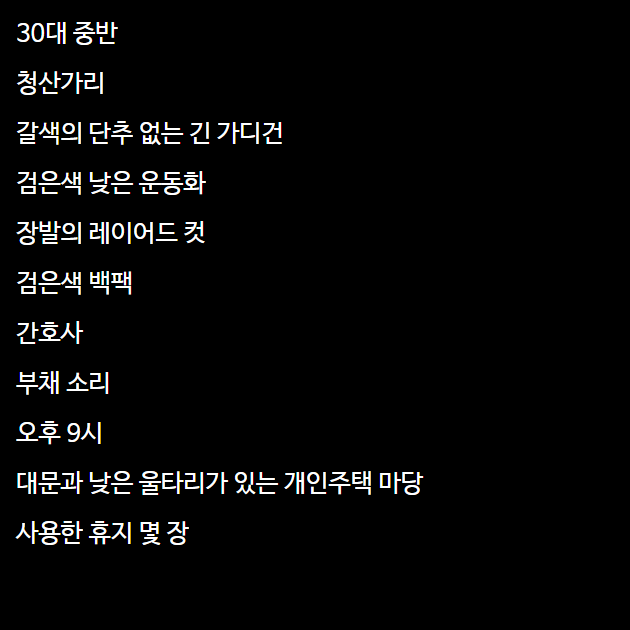 30대 중반
청산가리
갈색의 단추 없는 긴 가디건
검은색 낮은 운동화
장발의 레이어드 컷
검은색 백팩
간호사
부채 소리
오후 9시
대문과 낮은 울타리가 있는 개인주택 마당
사용한 휴지 몇 장